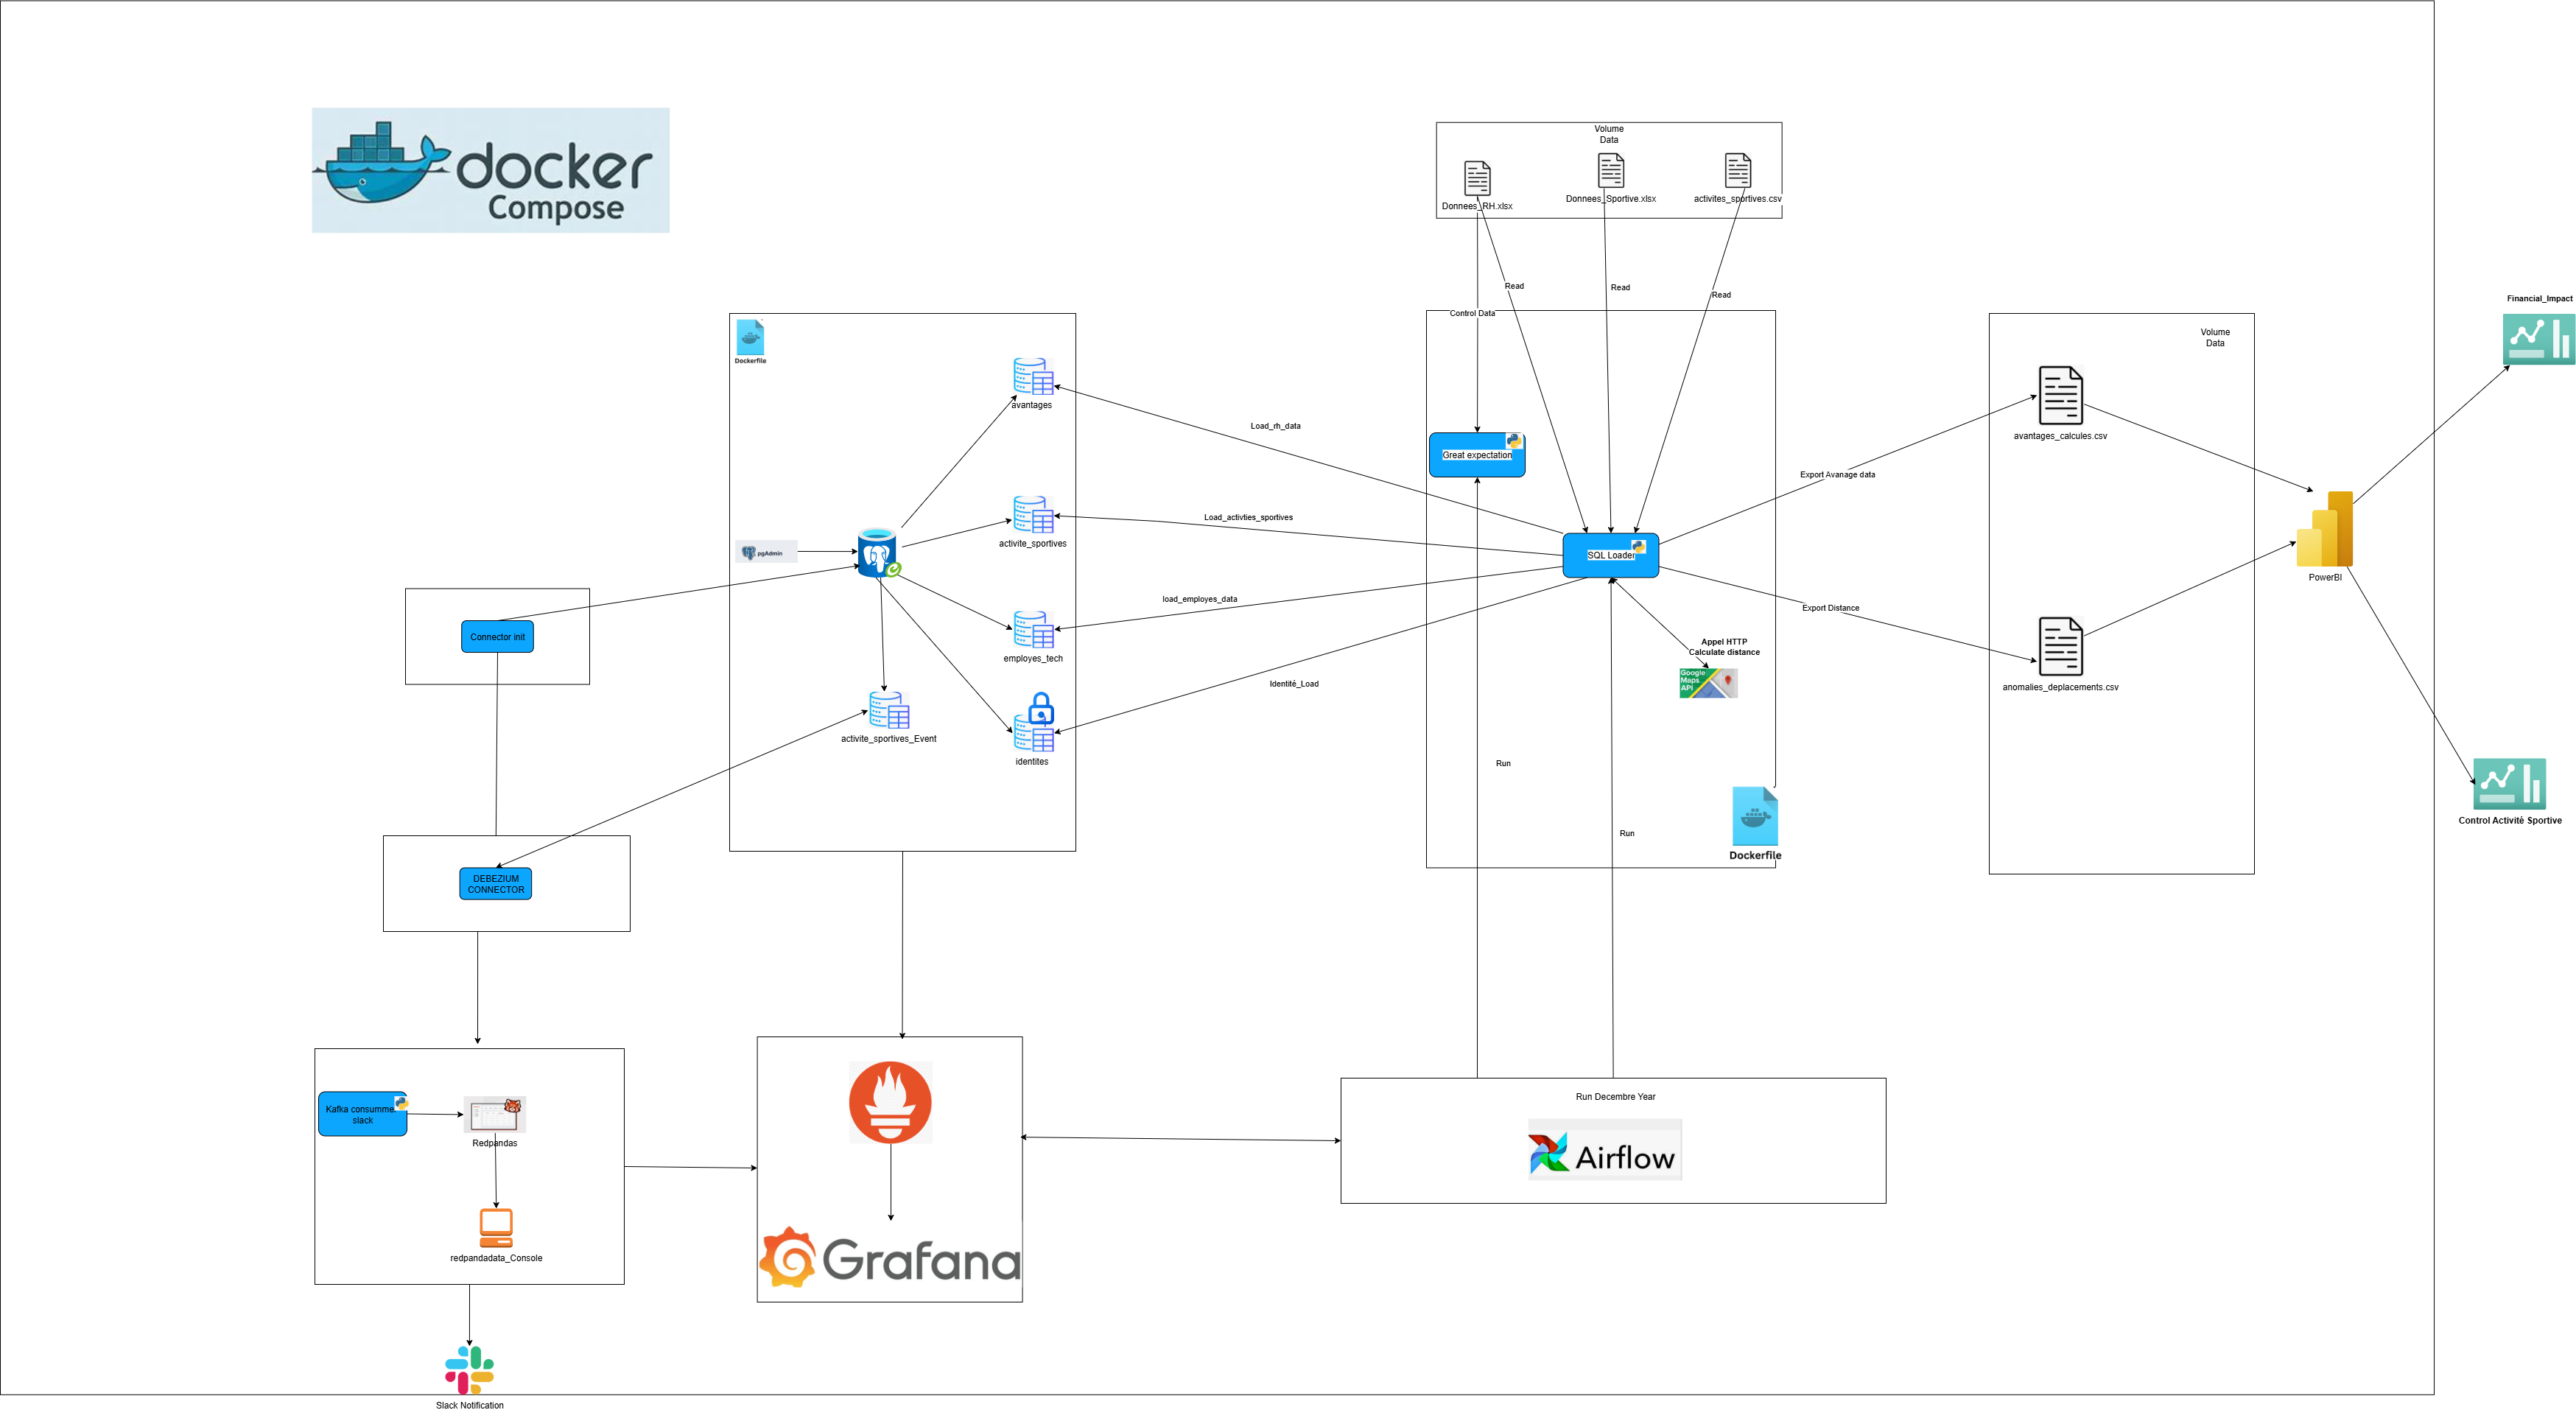 docker
Compose
Volume
Data
Donnees_RH.xlsx
Donnees_Sportive.xlsx
activites_sportives.csv
Read
Read
Read
Control Data
Financial_Impact
Dockerfile
avantages
Load_rh_data
Great expectation
Volume
Data
avantages_calcules.csv
Export Avanage data
activite_sportives
Load_activties_sportives
pgAdmin
SQL Loader
PowerBI
load_employes_data
Export Distance
Connector init
employes_tech
Appel HTTP
Calculate distance
Google
Maps
API
Identité_Load
anomalies_deplacements.csv
activite_sportives_Event
identites
Run
Run
Control Activité Sportive
Dockerfile
DEBEZIUM
CONNECTOR
Run Decembre Year
Kafka consumme
slack
Redpandas
Airflow
redpandadata_Console
Grafana
Slack Notification